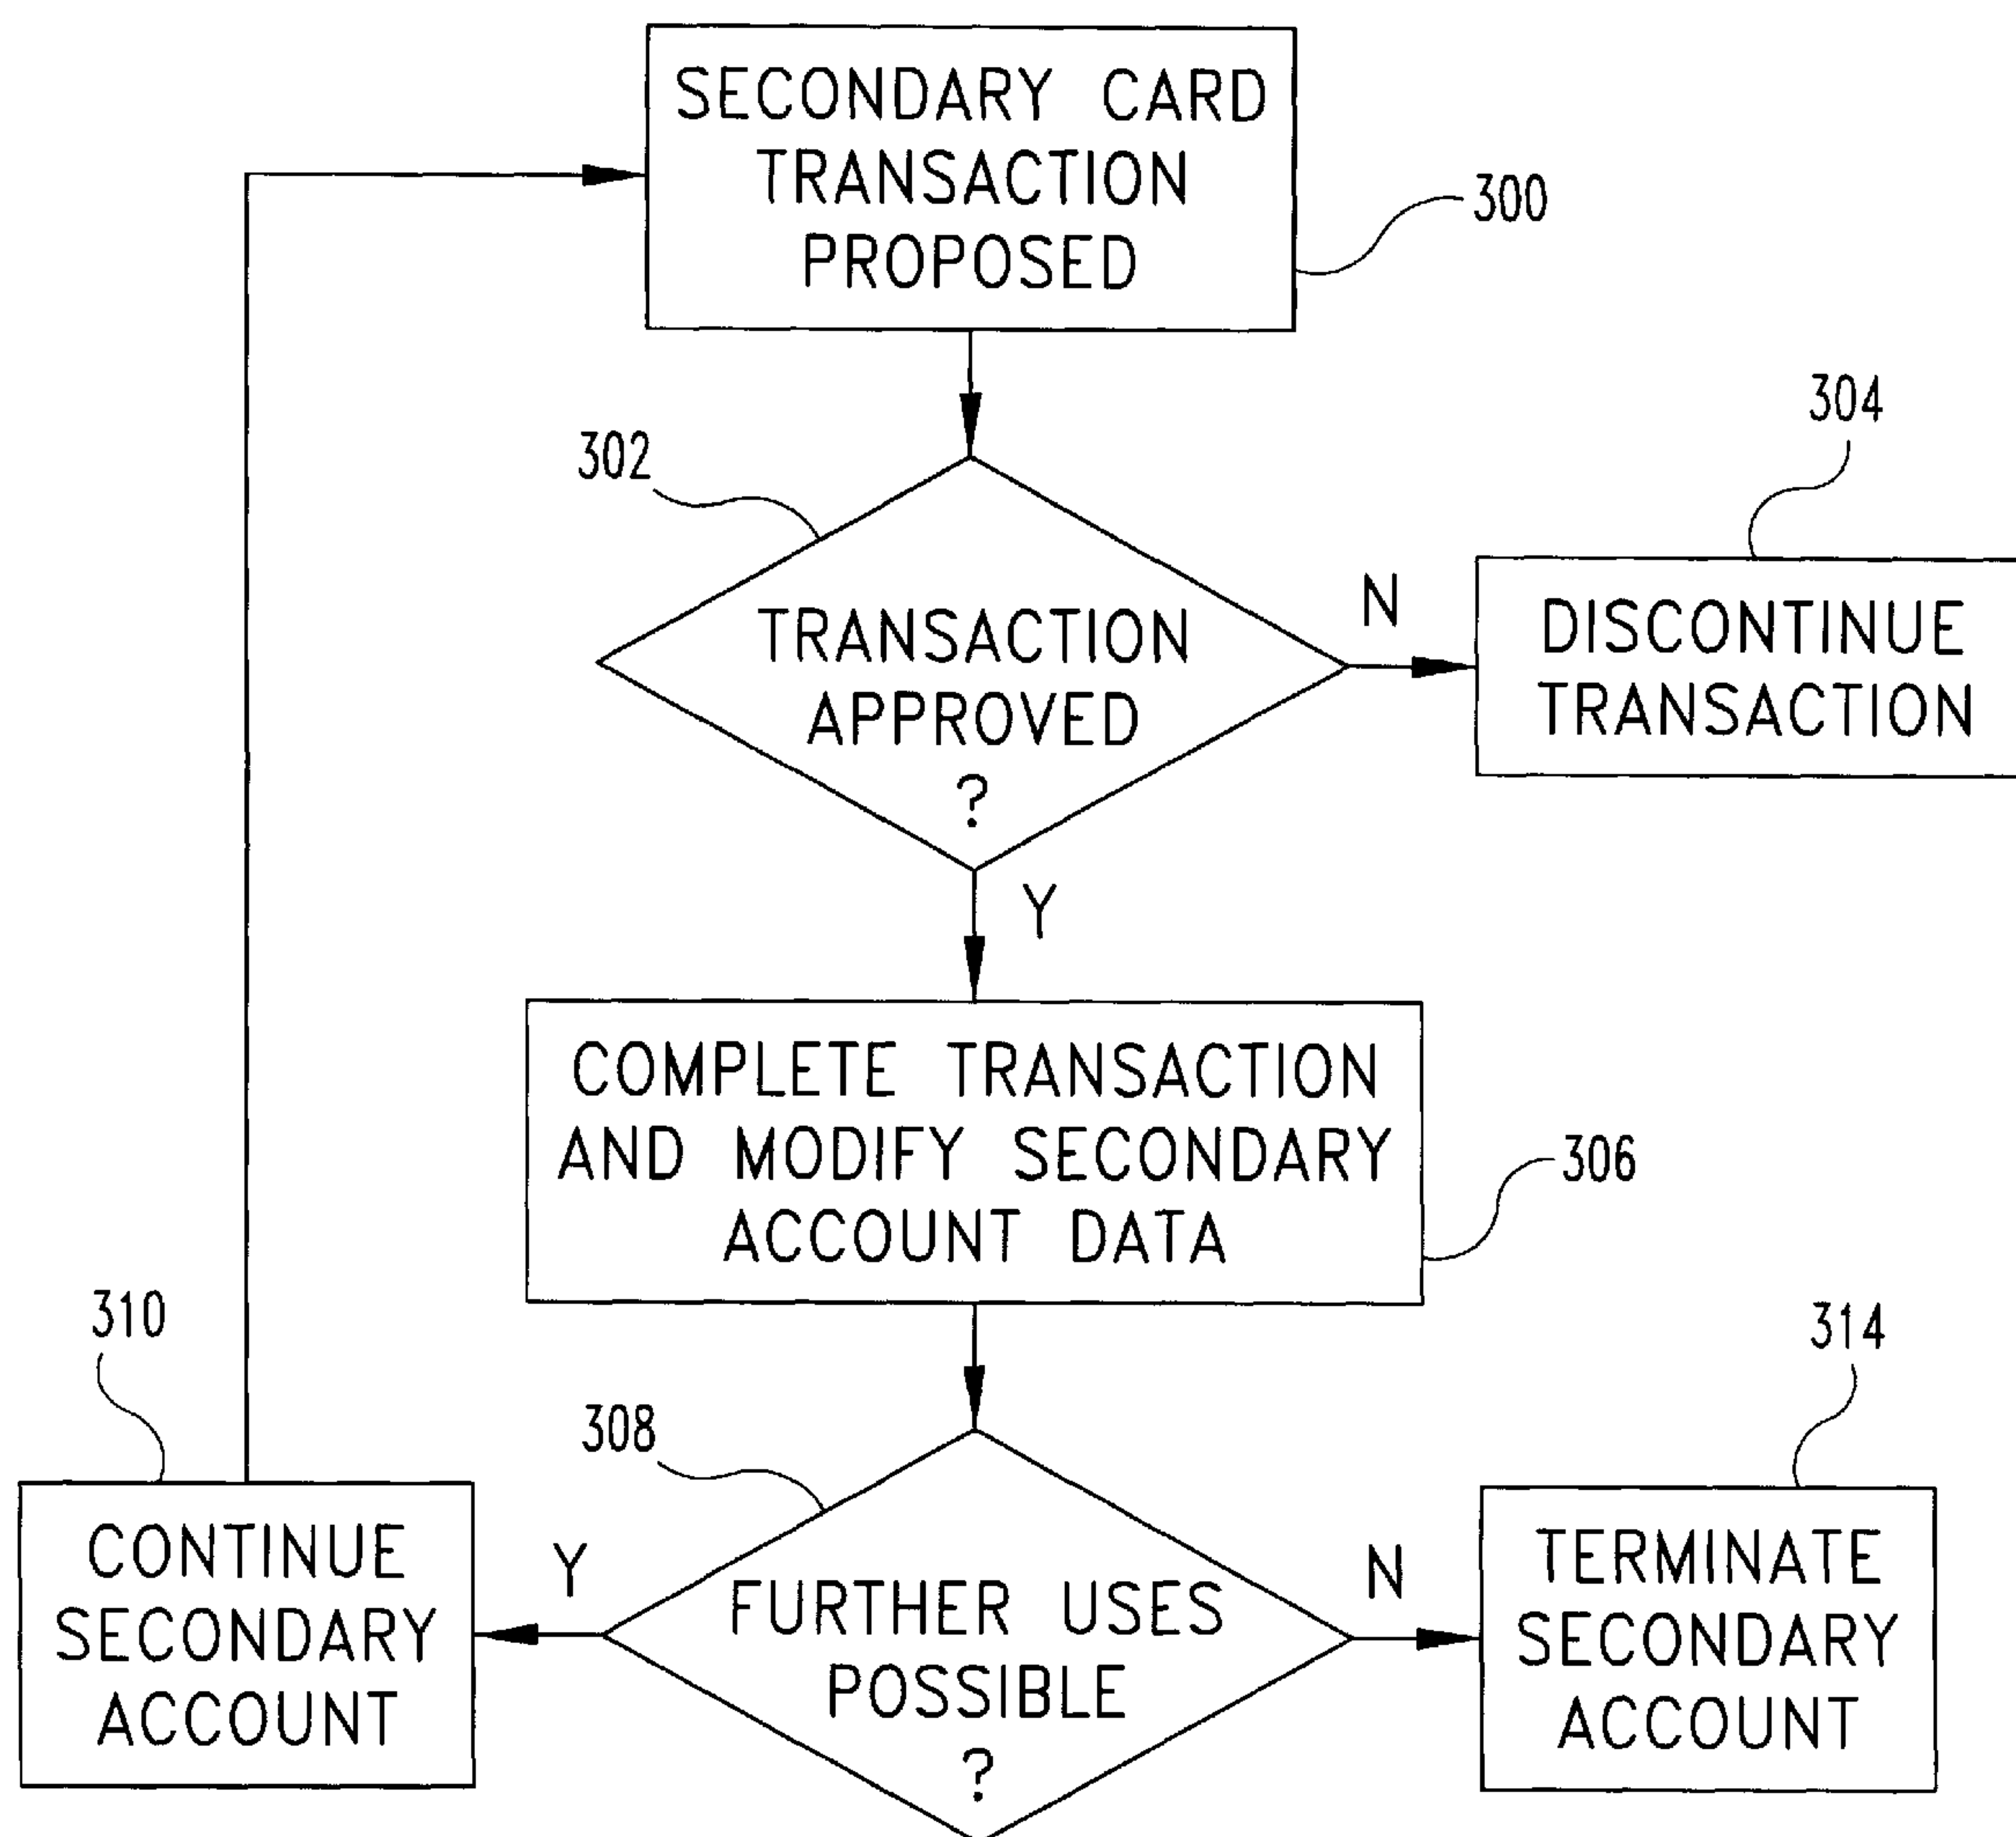 SECONDARY CARD
TRANSACTION
PROPOSED
300
302
TRANSACTION
APPROVED
?
N
304
DISCONTINUE
TRANSACTION
Y
COMPLETE TRANSACTION
AND MODIFY SECONDARY
ACCOUNT DATA
306
308
FURTHER USES
POSSIBLE
?
Y
310
CONTINUE
SECONDARY
ACCOUNT
N
314
TERMINATE
SECONDARY
ACCOUNT